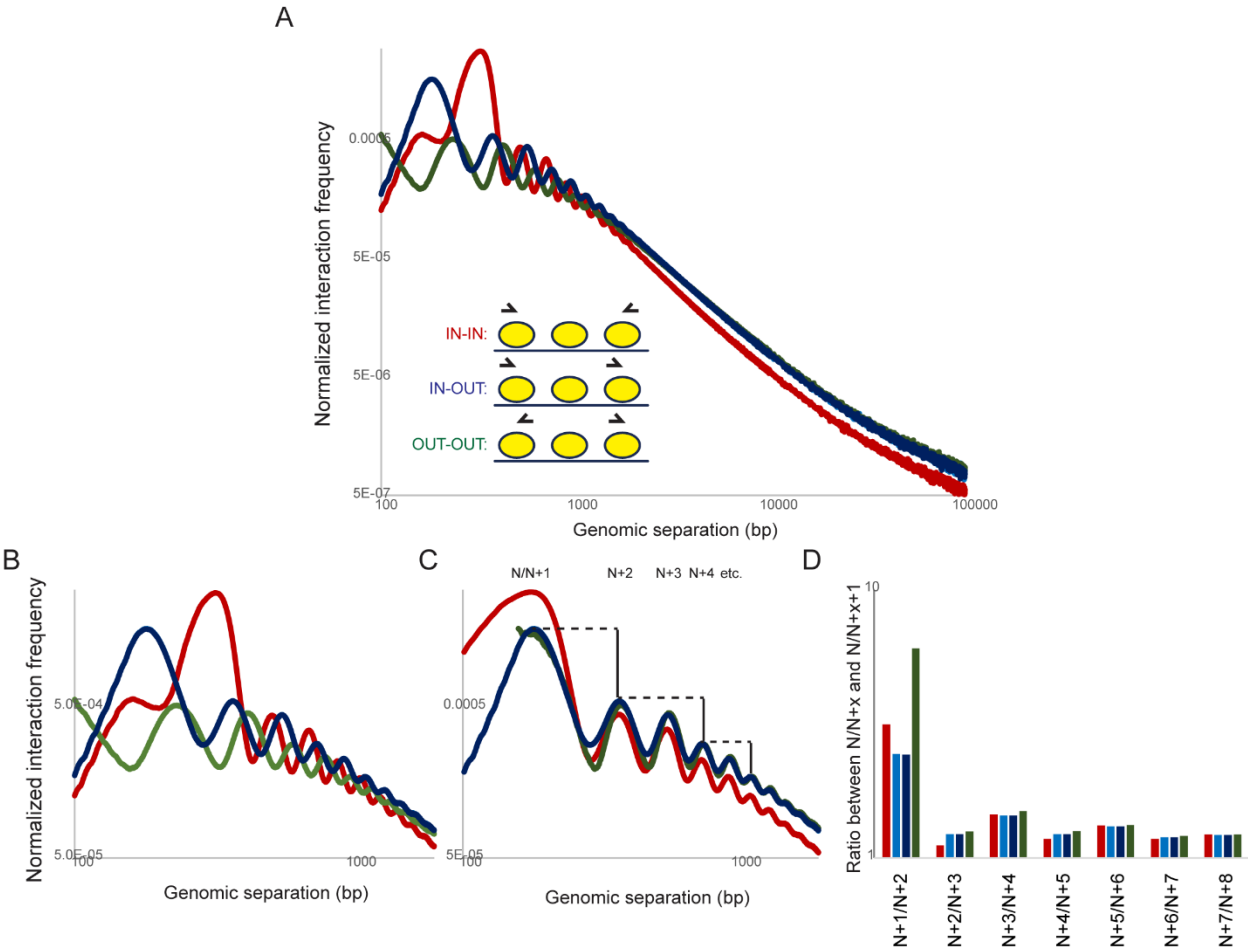 A
Normalized interaction frequency
0.0005
5E-05
5E-06
5E-07
IN-IN:
IN-OUT:
OUT-OUT:
100
1000
10000
100000
Genomic separation (bp)
B
Normalized interaction frequency
5.0E-04
5.0E-05
100
1000
Genomic separation (bp)
C
N/N+1 N+2 N+3 N+4 etc.
0.0005
5E-05
100
1000
Genomic separation (bp)
D
Ratio between N/N+x and N/N+x+1
10
1
N+1/N+2
N+2/N+3
N+3/N+4
N+4/N+5
N+5/N+6
N+6/N+7
N+7/N+8